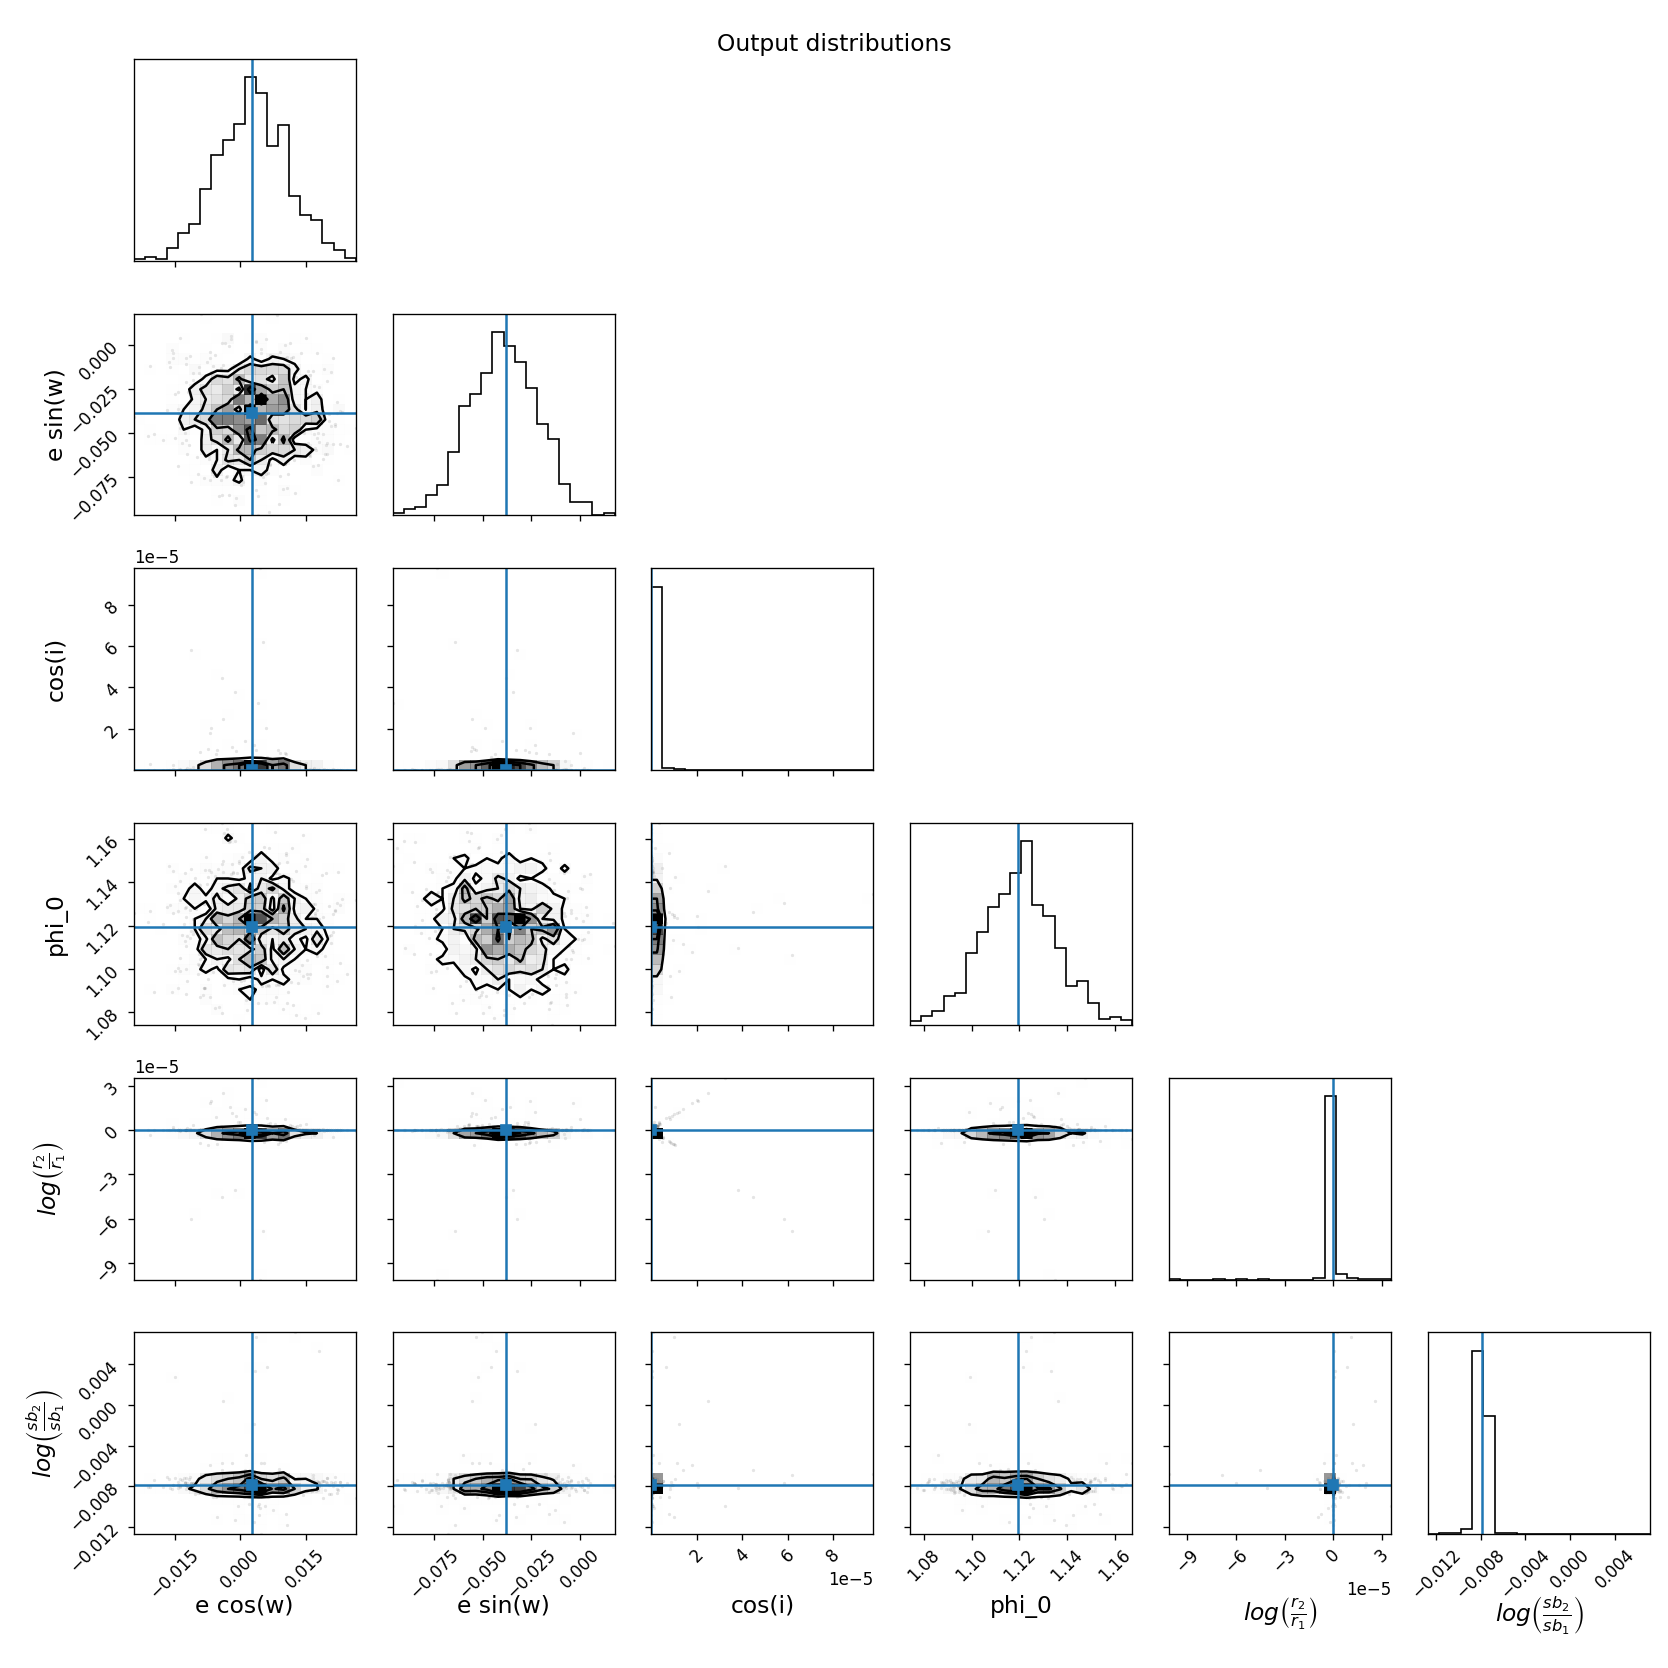 Output distributions
e sin(w)
0.000
−0.025
−0.050
−0.075
1e−5
cos(i)
8
6
4
2
phi_0
1.16
1.14
1.12
1.10
1.08
1e−5
log(r2/r1)
3
0
−3
−6
−9
log(sb2/sb1)
0.004
0.000
−0.004
−0.008
−0.012
−0.015 0.000 0.015
e cos(w)
−0.075 −0.050 −0.025 0.000
e sin(w)
2 4 6 8
1e−5
cos(i)
1.08 1.10 1.12 1.14 1.16
phi_0
−9 −6 −3 0 3
1e−5
log(r2/r1)
−0.012 −0.008 −0.004 0.000 0.004
log(sb2/sb1)